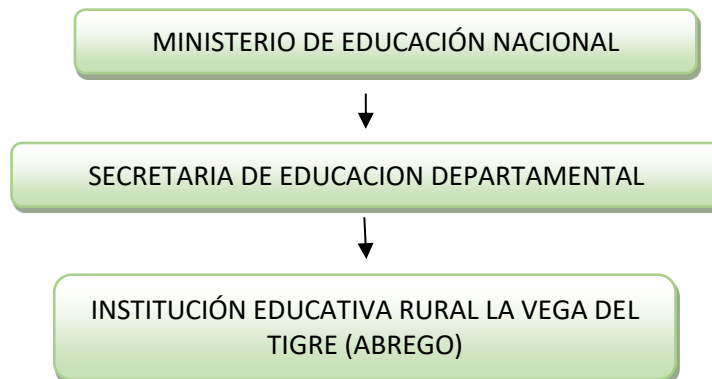 MINISTERIO DE EDUCACIÓN NACIONAL
SECRETARIA DE EDUCACION DEPARTAMENTAL
INSTITUCIÓN EDUCATIVA RURAL LA VEGA DEL
TIGRE (ABREGO)